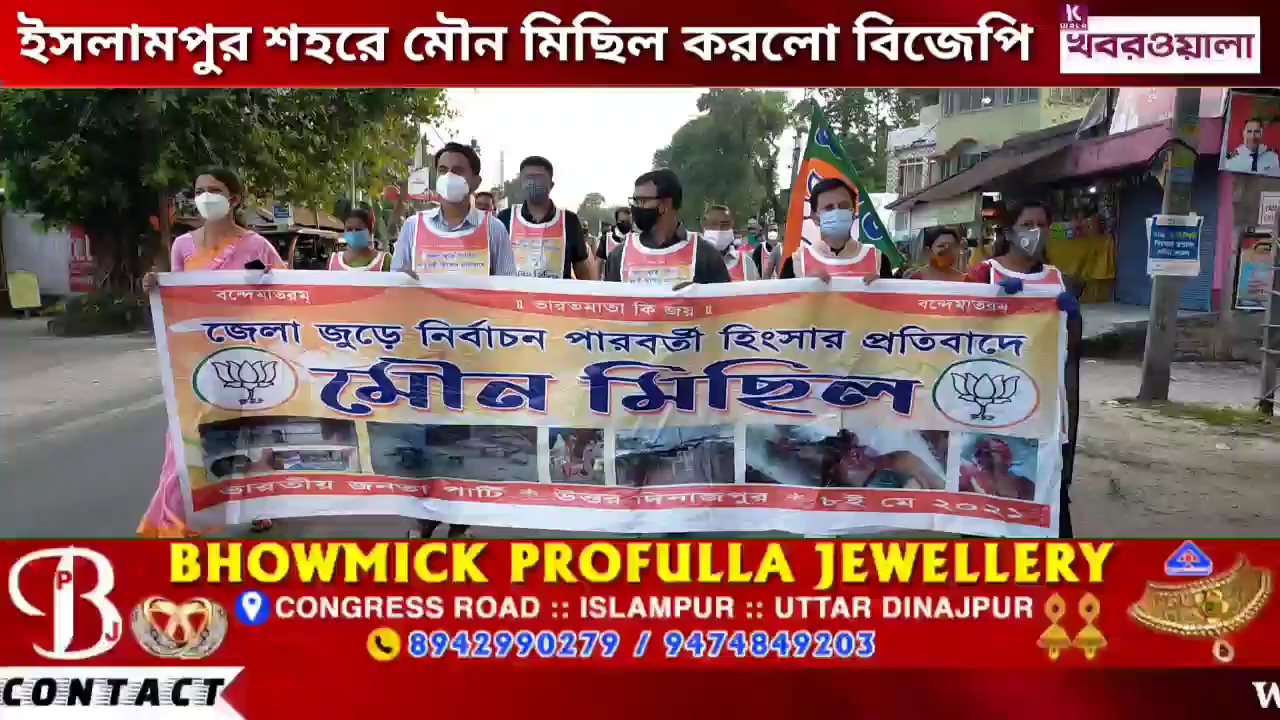 ইসলামপুর শহরে মৌন মিছিল করলো বিজেপি
K
খবরওয়ালা
বন্দেমাতরম্
॥ ভারতমাতা কি জয় ॥
বন্দেমাতরম্
জেলা জুড়ে নির্বাচন পারবর্তী হিংসার প্রতিবাদে
মৌন মিছিল
ভারতীয় জনতা পার্টি * উত্তর দিনাজপুর * ৮ই মে ২০২১
PBJ
BHOWMICK PROFULLA JEWELLERY
CONGRESS ROAD :: ISLAMPUR :: UTTAR DINAJPUR
8942990279 / 9474849203
CONTACT
W